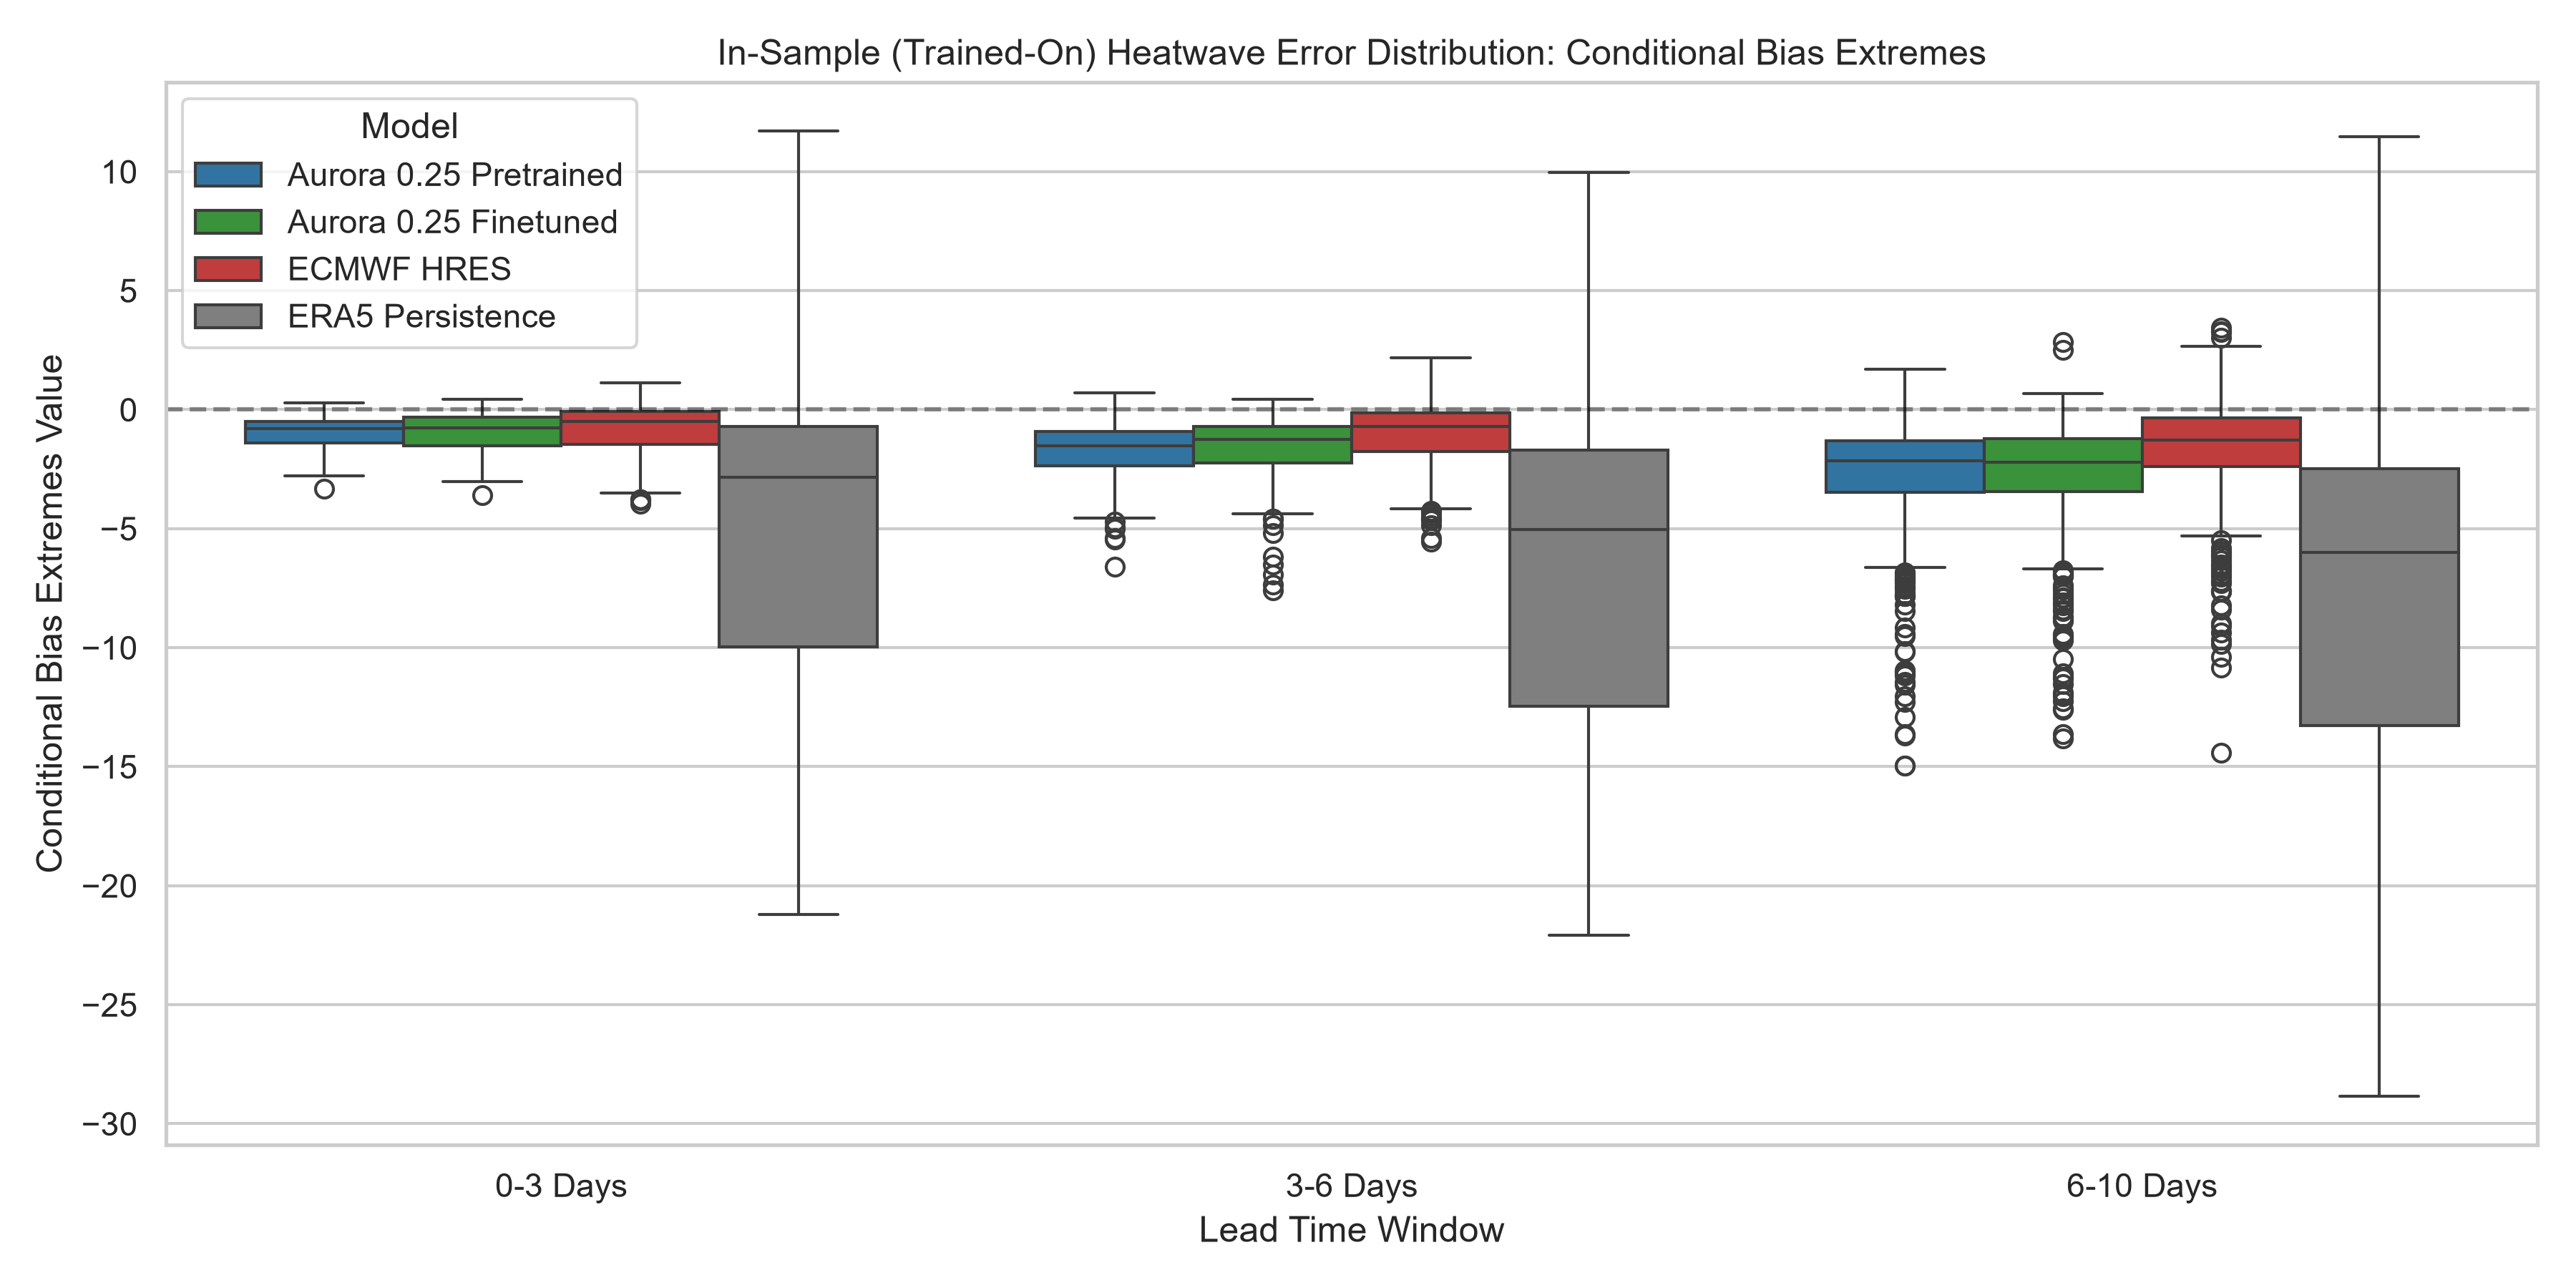 In-Sample (Trained-On) Heatwave Error Distribution: Conditional Bias Extremes
Model
Aurora 0.25 Pretrained
Aurora 0.25 Finetuned
ECMWF HRES
ERA5 Persistence
Conditional Bias Extremes Value
10
5
0
−5
−10
−15
−20
−25
−30
0-3 Days
3-6 Days
6-10 Days
Lead Time Window